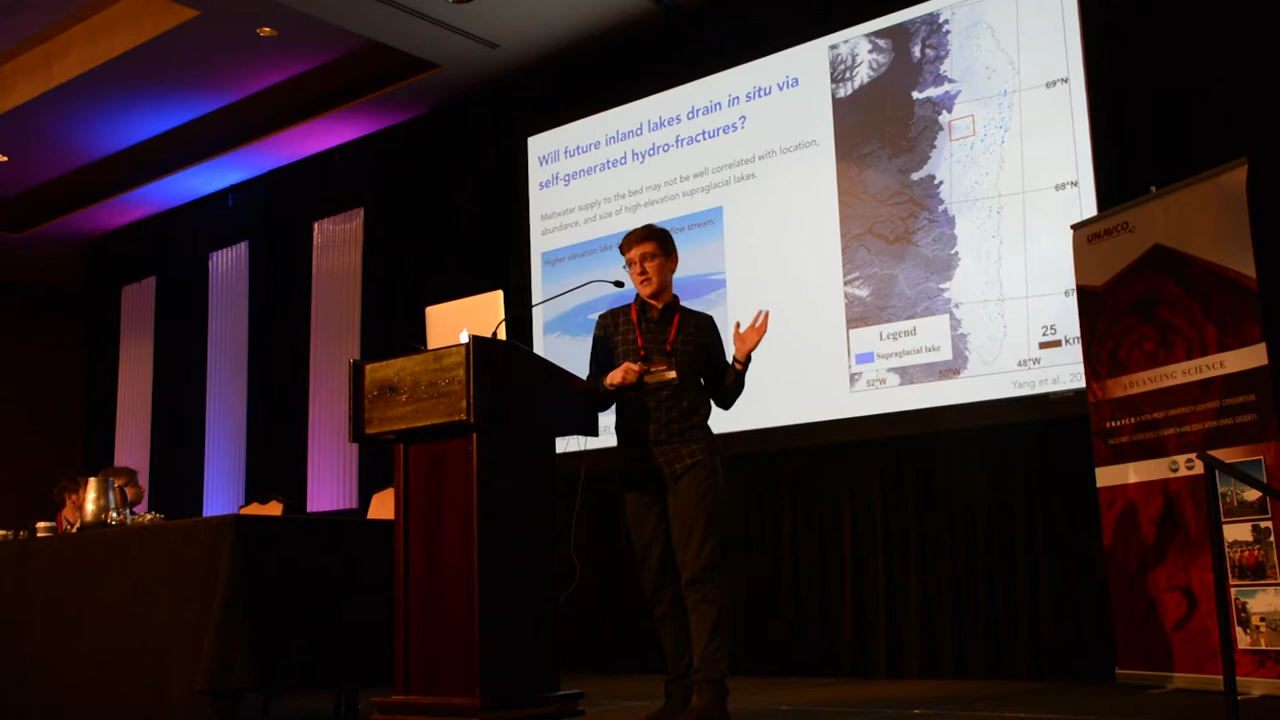 Will future inland lakes drain in situ via
self-generated hydro-fractures?
Meltwater supply to the bed may not be well correlated with location,
abundance, and size of high-elevation supraglacial lakes.
Higher elevation lake
flow stream.
69°N
68°N
67
Legend
Supraglacial lake
25
km
52°W
50°W
48°W
Yang et al., 20
UNAVCO
ADVANCING SCIENCE